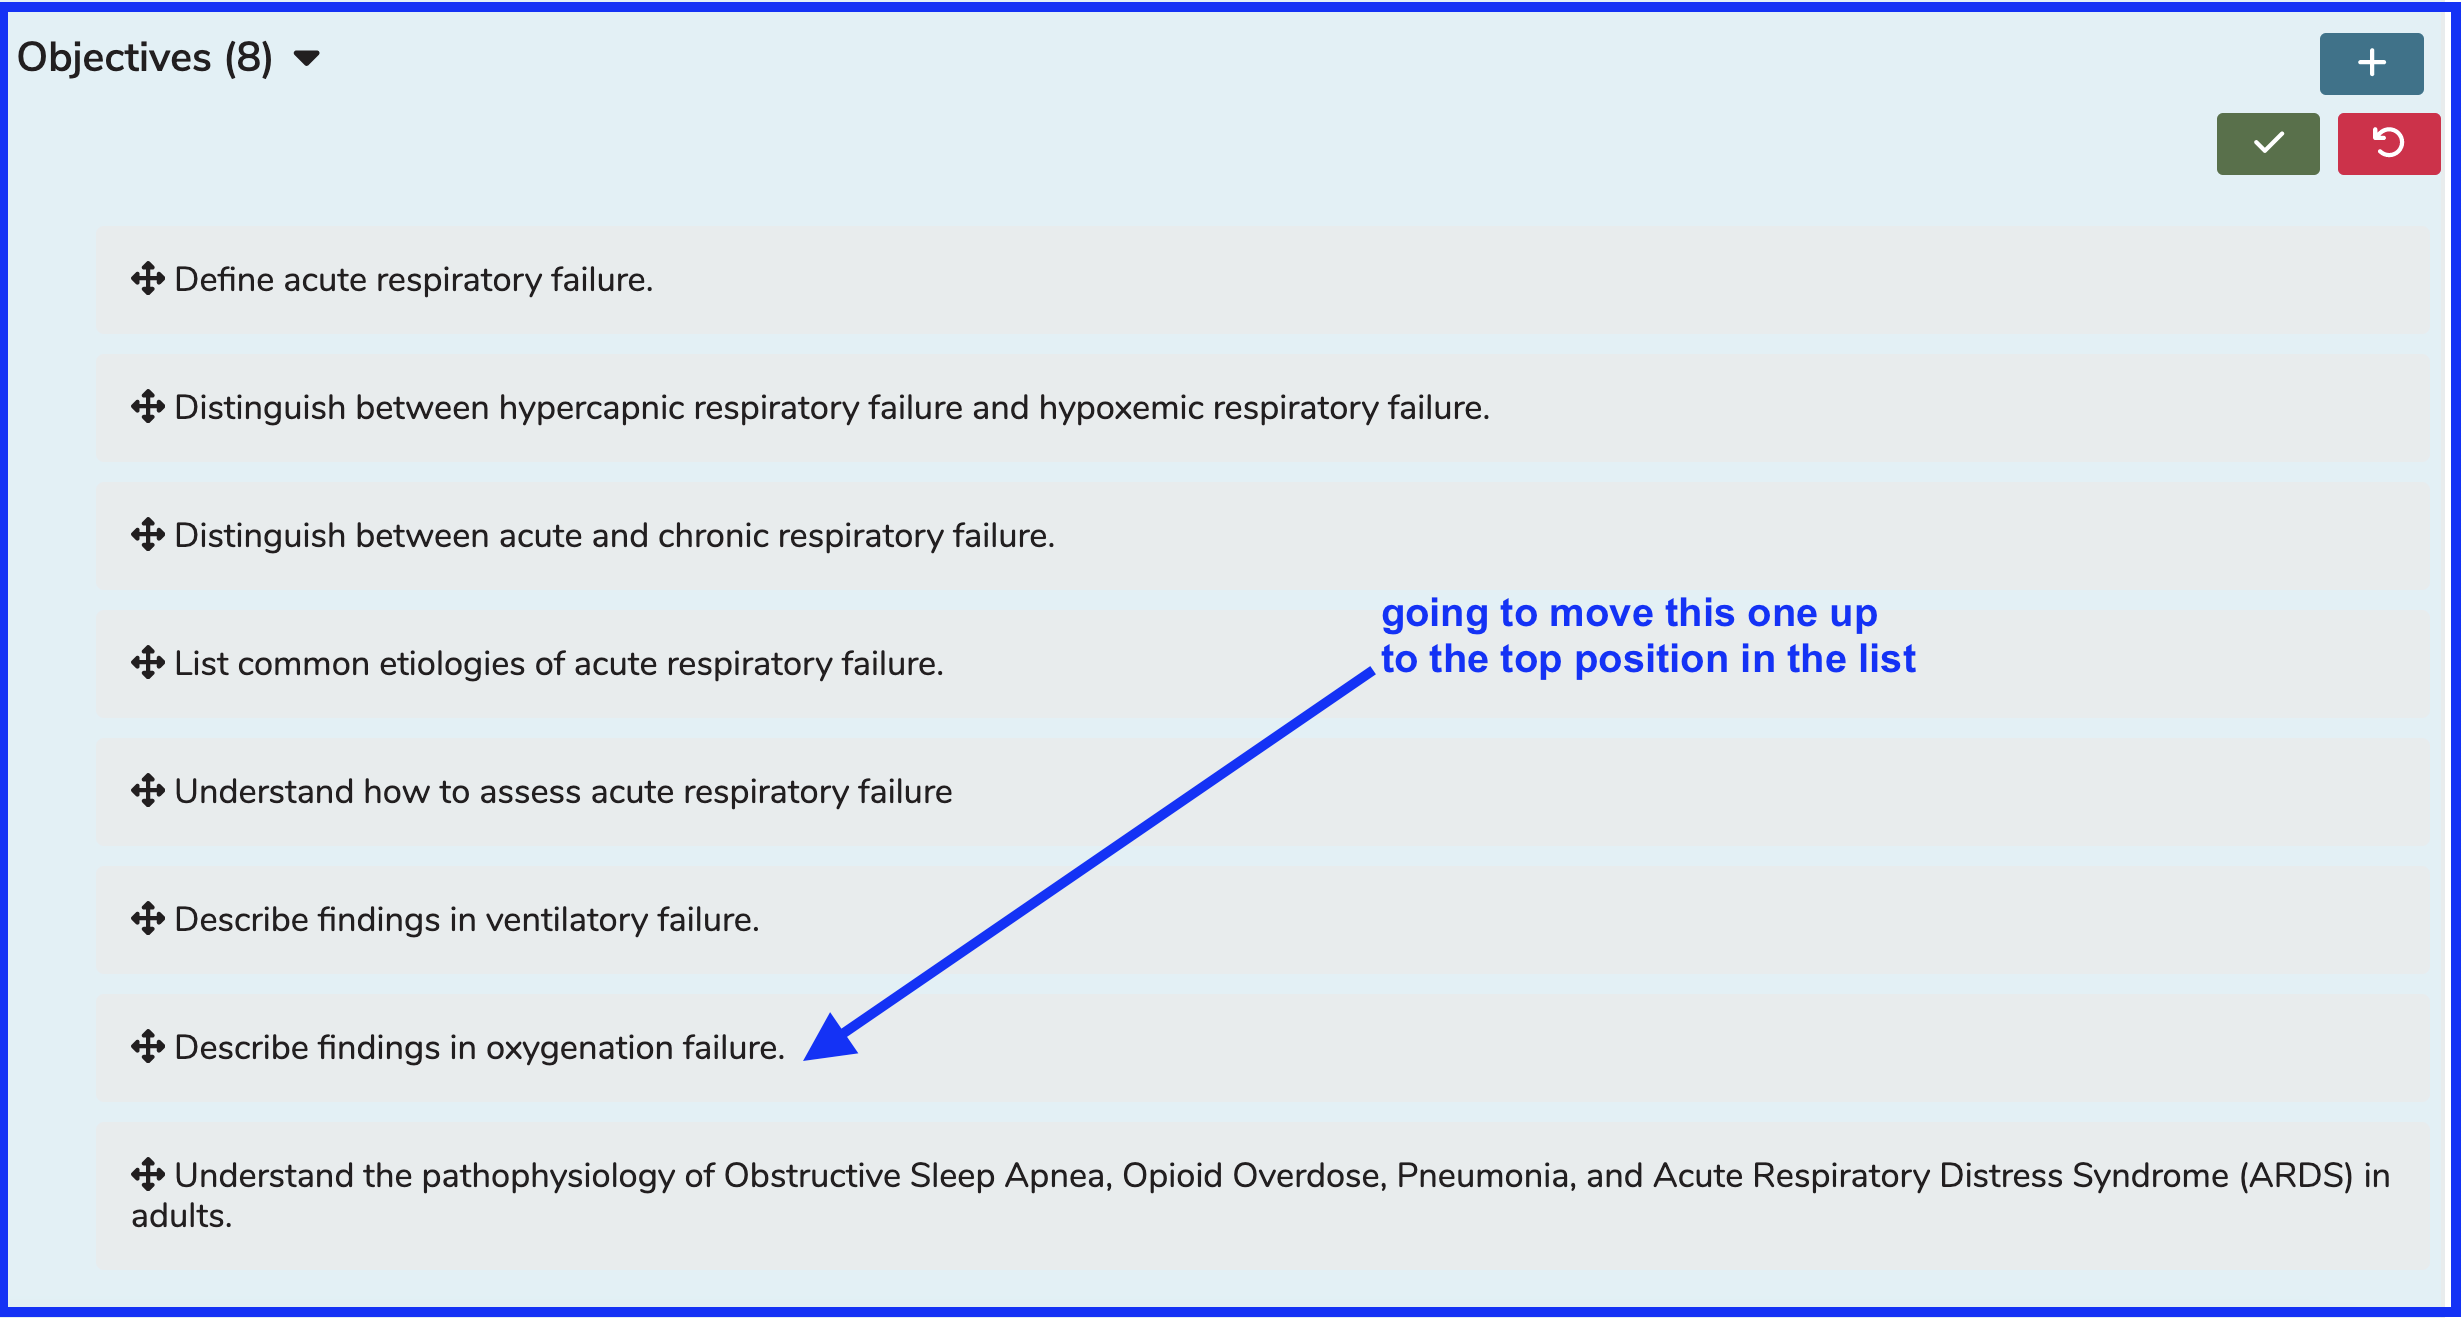 Objectives (8)
Define acute respiratory failure.
Distinguish between hypercapnic respiratory failure and hypoxemic respiratory failure.
Distinguish between acute and chronic respiratory failure.
going to move this one up
to the top position in the list
List common etiologies of acute respiratory failure.
Understand how to assess acute respiratory failure
Describe findings in ventilatory failure.
Describe findings in oxygenation failure.
Understand the pathophysiology of Obstructive Sleep Apnea, Opioid Overdose, Pneumonia, and Acute Respiratory Distress Syndrome (ARDS) in
adults.